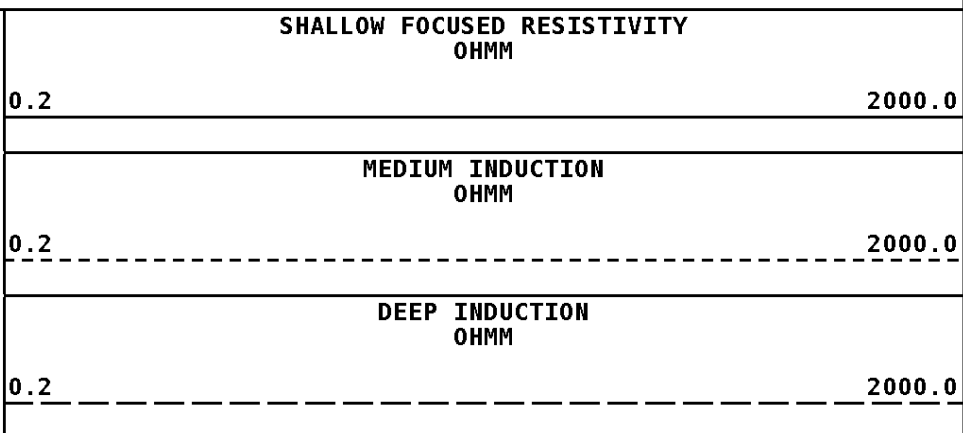 SHALLOW FOCUSED RESISTIVITY
OHMM
0.2 2000.0
MEDIUM INDUCTION
OHMM
0.2 2000.0
DEEP INDUCTION
OHMM
0.2 2000.0